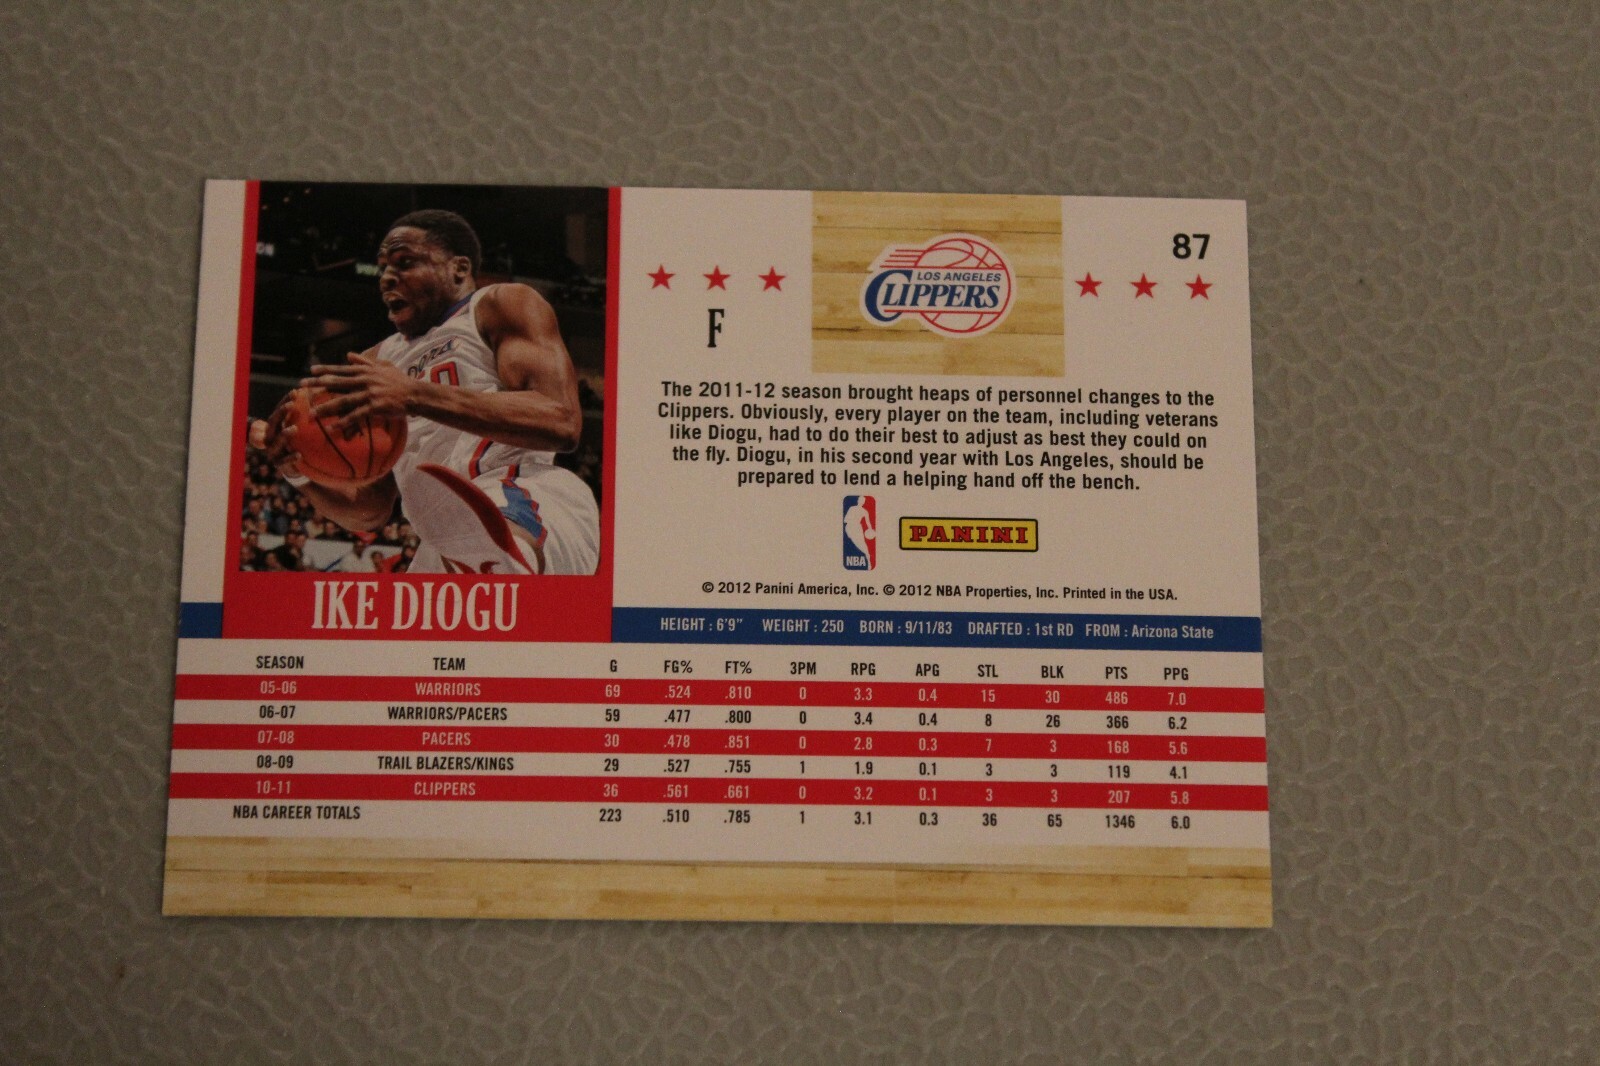 87
LOS ANGELES
CLIPPERS
F
The 2011-12 season brought heaps of personnel changes to the
Clippers. Obviously, every player on the team, including veterans
like Diogu, had to do their best to adjust as best they could on
the fly. Diogu, in his second year with Los Angeles, should be
prepared to lend a helping hand off the bench.
NBA
PANINI
© 2012 Panini America, Inc. © 2012 NBA Properties, Inc. Printed in the USA.
IKE DIOGU
HEIGHT : 6'9" WEIGHT : 250 BORN : 9/11/83 DRAFTED : 1st RD FROM : Arizona State
SEASON TEAM G FG% FT% 3PM RPG APG STL BLK PTS PPG
05-06 WARRIORS 69 .524 .810 0 3.3 0.4 15 30 486 7.0
06-07 WARRIORS/PACERS 59 .477 .800 0 3.4 0.4 8 26 366 6.2
07-08 PACERS 30 .478 .851 0 2.8 0.3 7 3 168 5.6
08-09 TRAIL BLAZERS/KINGS 29 .527 .755 1 1.9 0.1 3 3 119 4.1
10-11 CLIPPERS 36 .561 .661 0 3.2 0.1 3 3 207 5.8
NBA CAREER TOTALS 223 .510 .785 1 3.1 0.3 36 65 1346 6.0